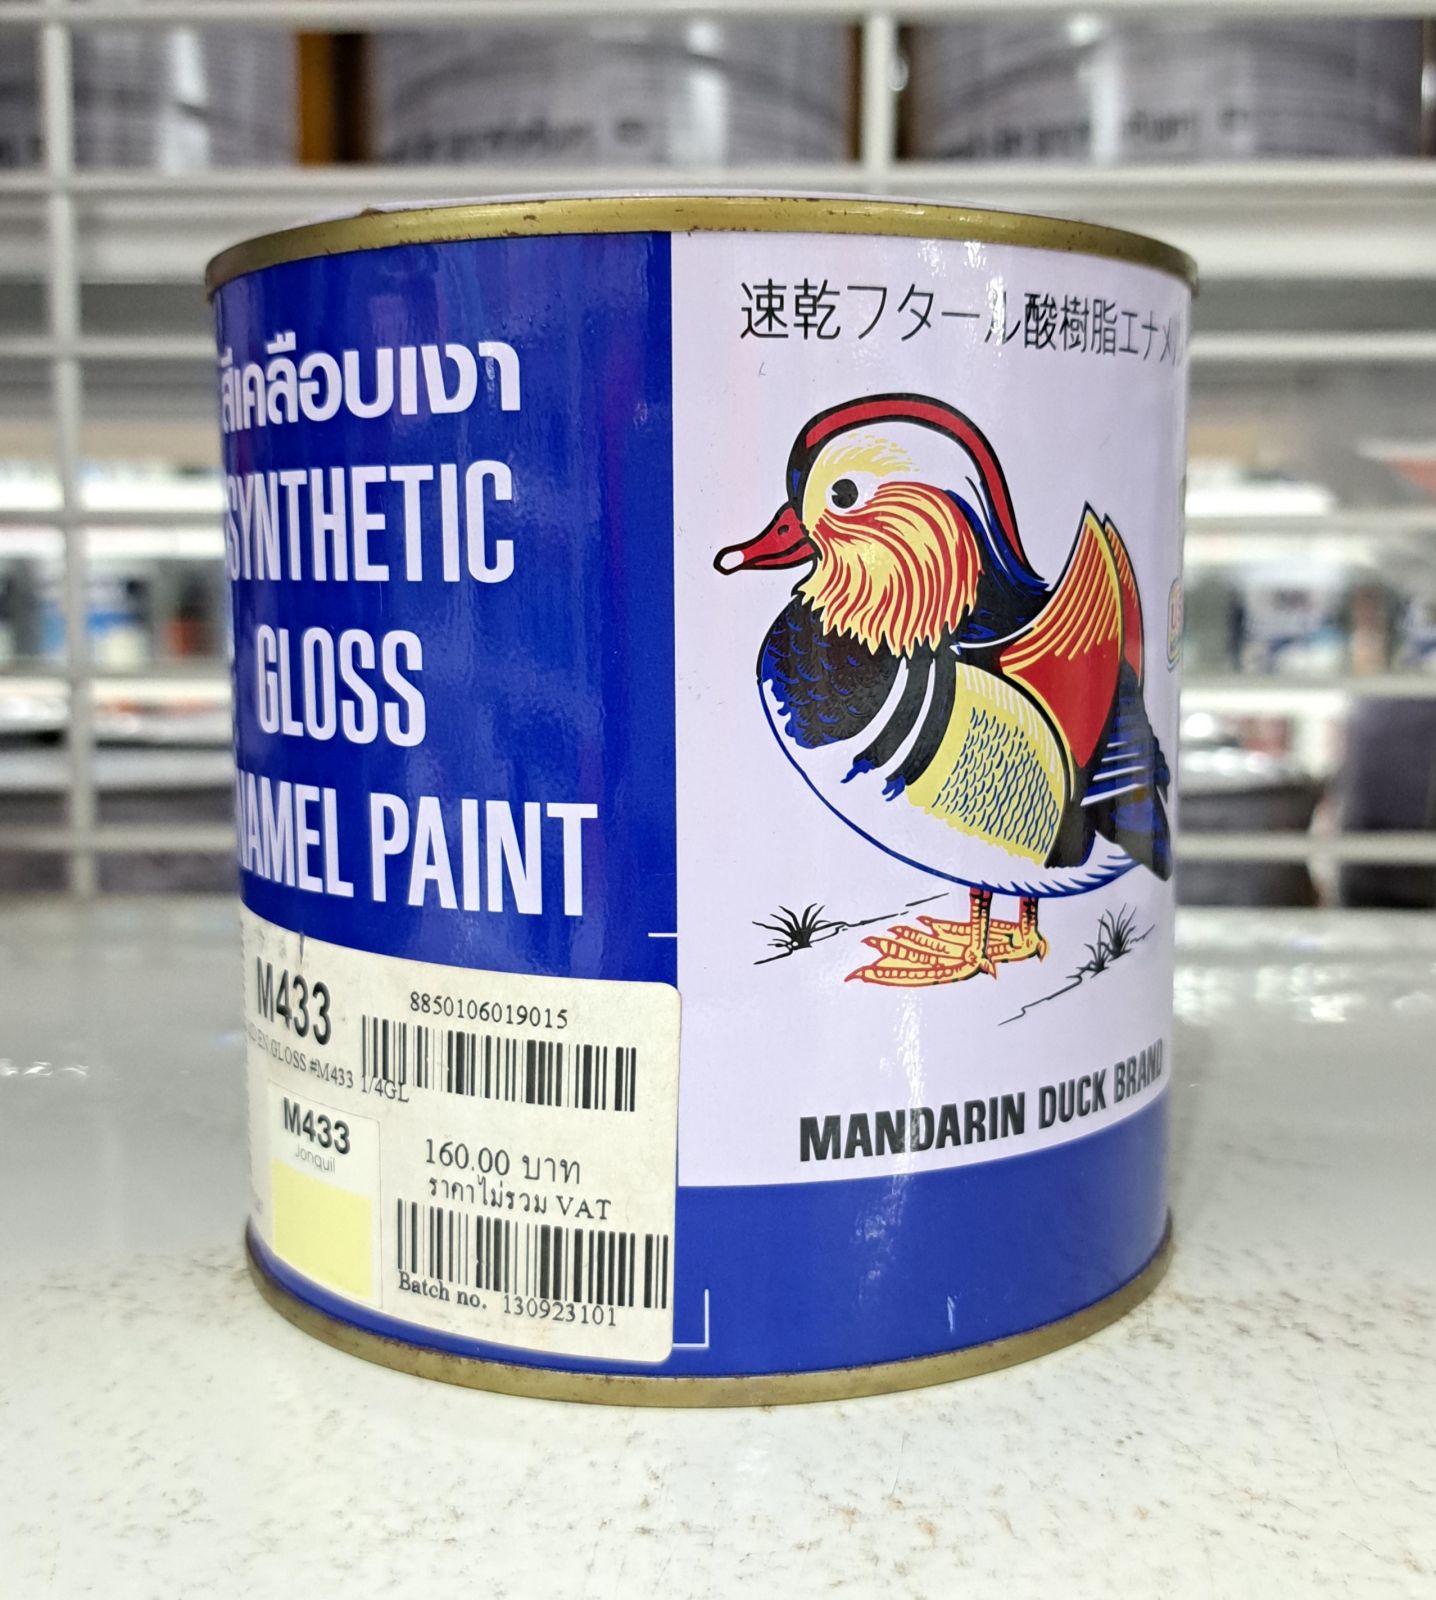 สีเคลือบเงา
SYNTHETIC
GLOSS
ENAMEL PAINT
速乾フタール酸樹脂エナメル
MANDARIN DUCK BRAND
M433
8850106019015
EN GLOSS #M433 1/4GL
M433
Jonquil
160.00 บาท
ราคาไม่รวม VAT
Batch no. 130923101